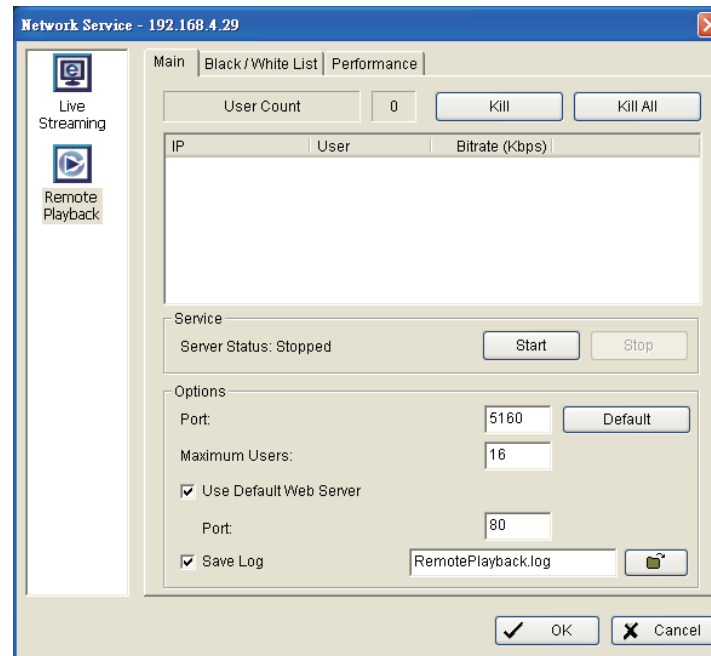 Network Service - 192.168.4.29
Live
Streaming
Remote
Playback
Main Black / White List Performance
User Count 0 Kill Kill All
IP User Bitrate (Kbps)
Service
Server Status: Stopped Start Stop
Options
Port: 5160 Default
Maximum Users: 16
Use Default Web Server
Port: 80
Save Log RemotePlayback.log
OK Cancel